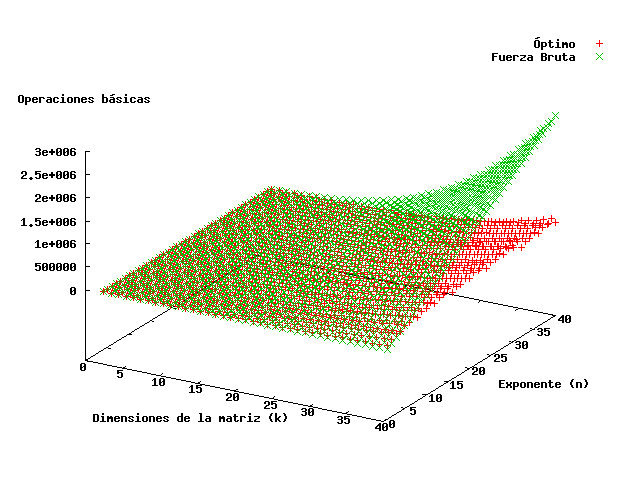 Óptimo
Fuerza Bruta
Operaciones básicas
3e+006
2.5e+006
2e+006
1.5e+006
1e+006
500000
0
0
5
10
15
20
25
30
35
40
Dimensiones de la matriz (k)
0
5
10
15
20
25
30
35
40
Exponente (n)